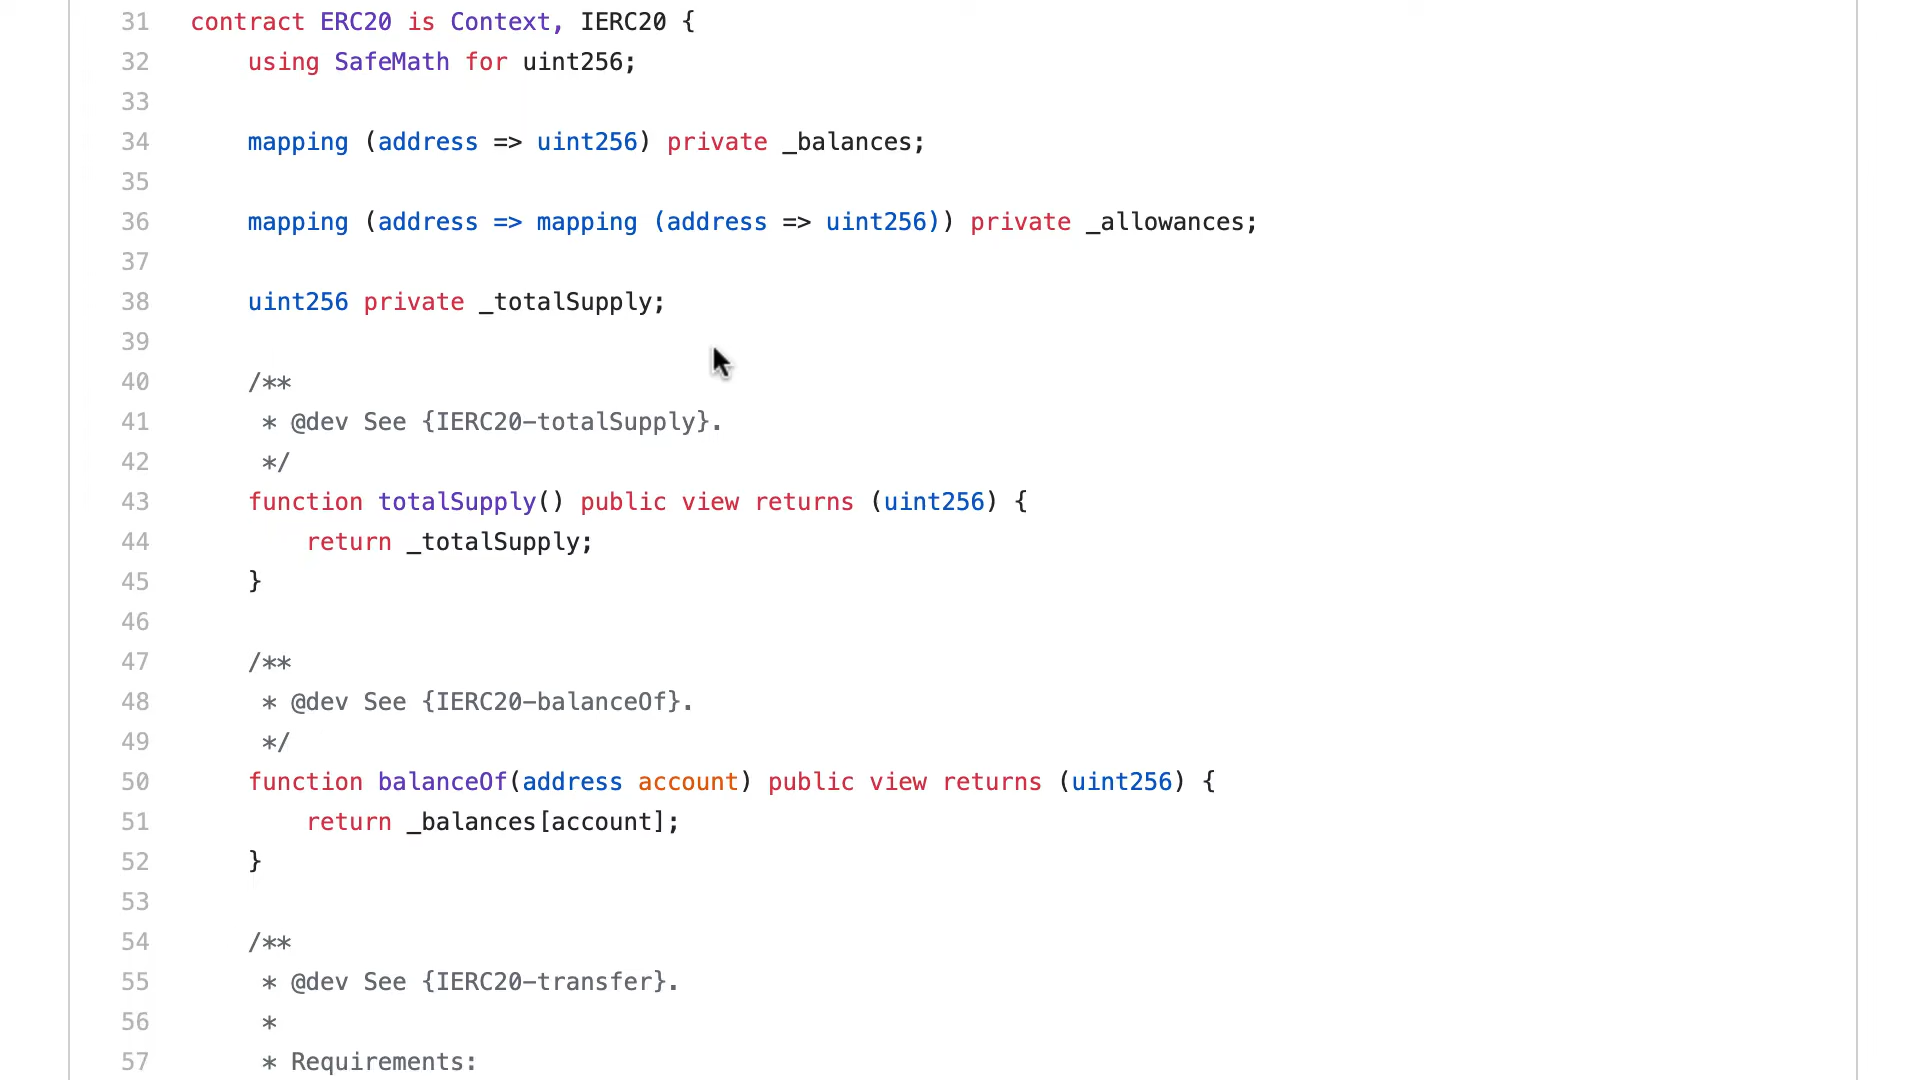 31 contract ERC20 is Context, IERC20 {
32 using SafeMath for uint256;
33
34 mapping (address => uint256) private _balances;
35
36 mapping (address => mapping (address => uint256)) private _allowances;
37
38 uint256 private _totalSupply;
39
40 /**
41 * @dev See {IERC20-totalSupply}.
42 */
43 function totalSupply() public view returns (uint256) {
44 return _totalSupply;
45 }
46
47 /**
48 * @dev See {IERC20-balanceOf}.
49 */
50 function balanceOf(address account) public view returns (uint256) {
51 return _balances[account];
52 }
53
54 /**
55 * @dev See {IERC20-transfer}.
56 *
57 * Requirements: